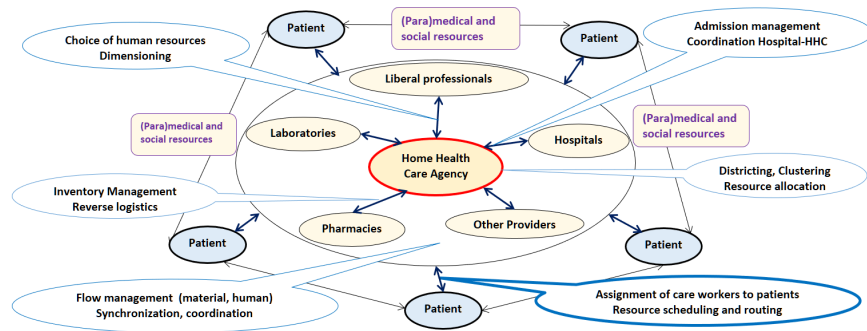 Patient
(Para)medical and
social resources
Patient
Choice of human resources
Dimensioning
Admission management
Coordination Hospital-HHC
Liberal professionals
(Para)medical and
social resources
Laboratories
Hospitals
(Para)medical and
social resources
Home Health
Care Agency
Districting, Clustering
Resource allocation
Inventory Management
Reverse logistics
Pharmacies
Other Providers
Patient
Patient
Flow management (material, human)
Synchronization, coordination
Patient
Assignment of care workers to patients
Resource scheduling and routing